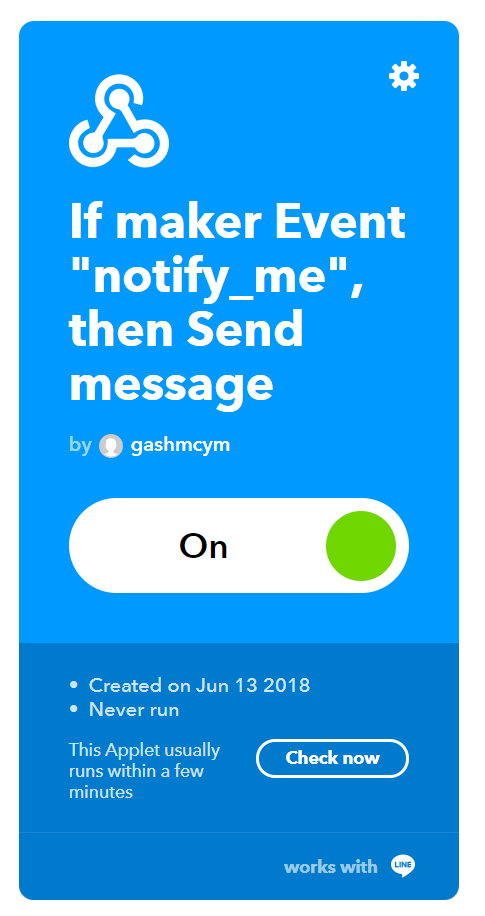 If maker Event
"notify_me",
then Send
message
by gashmcym
On
• Created on Jun 13 2018
• Never run
This Applet usually
runs within a few
minutes
Check now
works with LINE